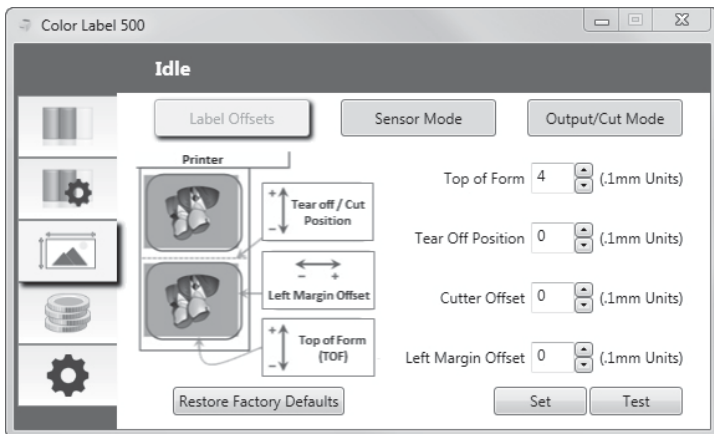 Color Label 500
Idle
Label Offsets
Sensor Mode
Output/Cut Mode
Printer
+
-
Tear off / Cut
Position
- +
Left Margin Offset
+
-
Top of Form
(TOF)
Top of Form 4 (.1mm Units)
Tear Off Position 0 (.1mm Units)
Cutter Offset 0 (.1mm Units)
Left Margin Offset 0 (.1mm Units)
Restore Factory Defaults
Set
Test